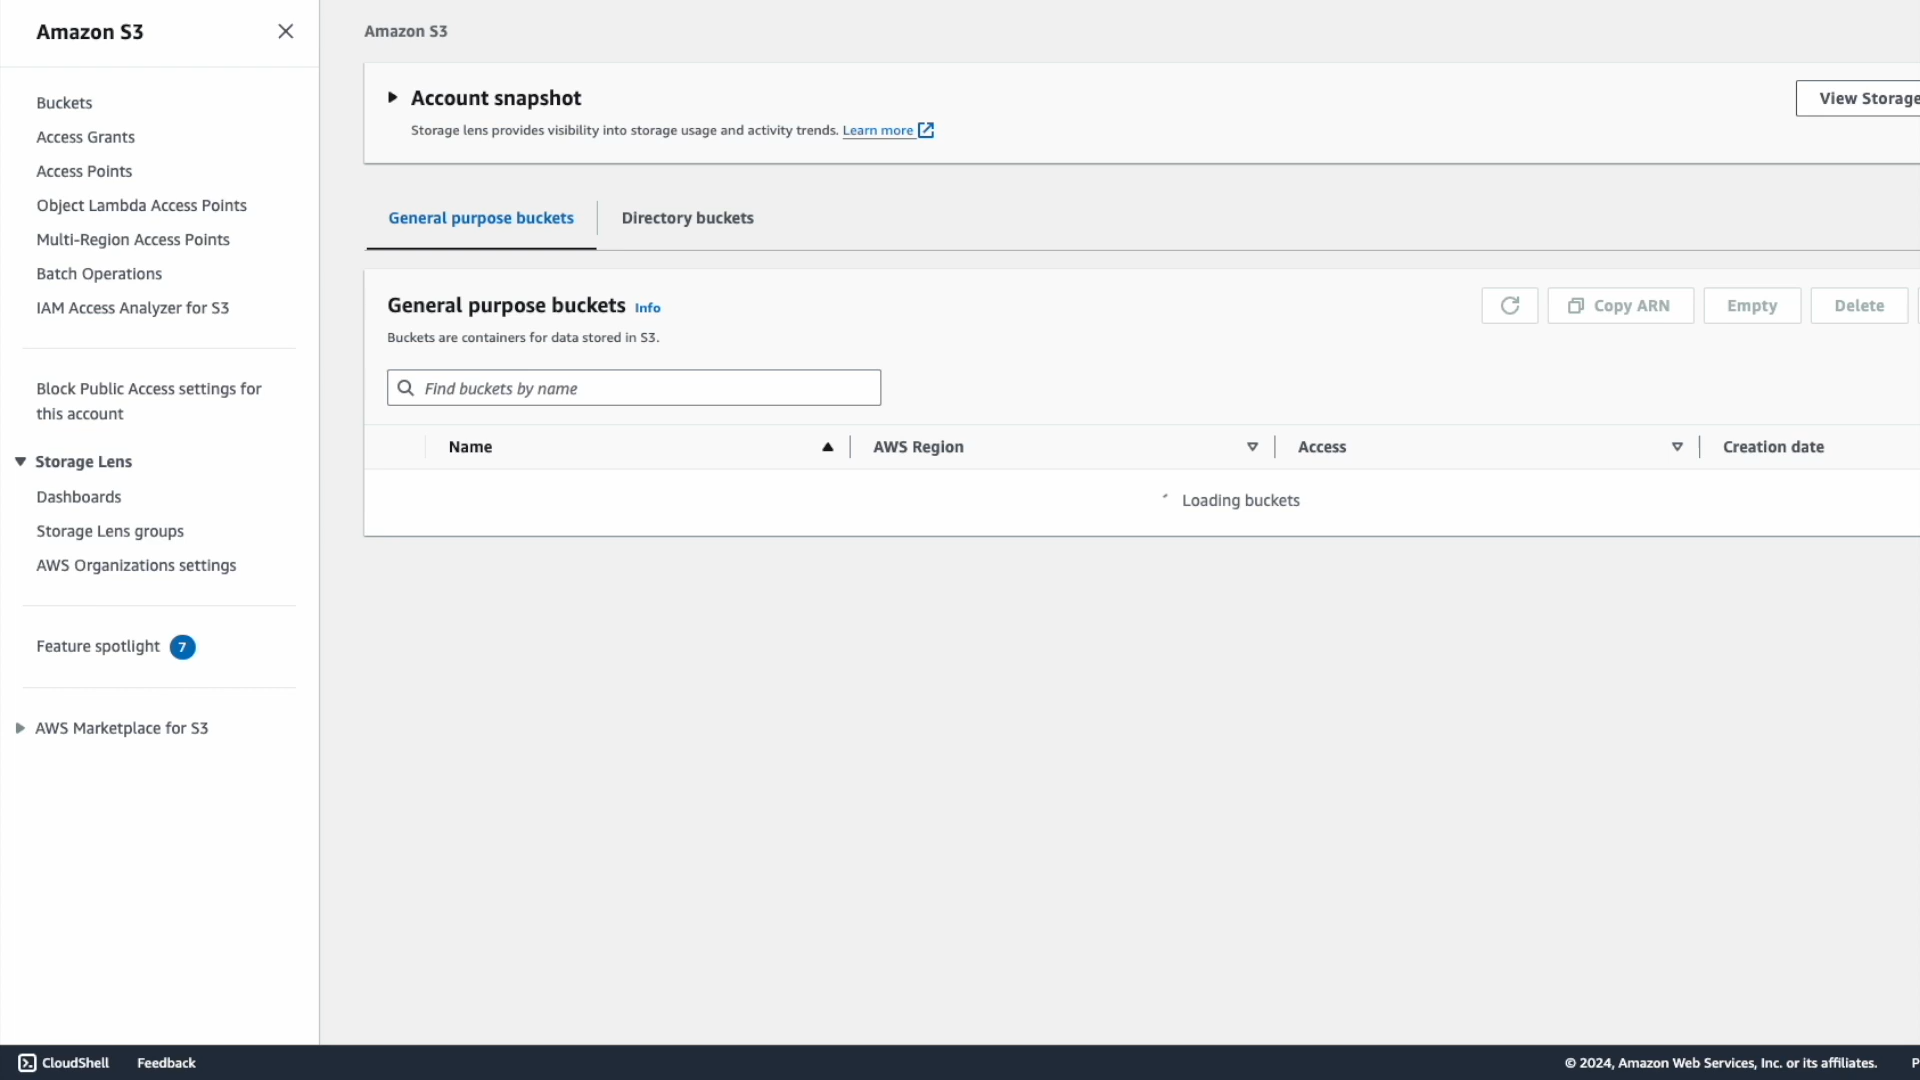 Amazon S3
Buckets
Access Grants
Access Points
Object Lambda Access Points
Multi-Region Access Points
Batch Operations
IAM Access Analyzer for S3
Block Public Access settings for
this account
Storage Lens
Dashboards
Storage Lens groups
AWS Organizations settings
Feature spotlight 7
AWS Marketplace for S3
Amazon S3
Account snapshot
View Storage
Storage lens provides visibility into storage usage and activity trends. Learn more
General purpose buckets
Directory buckets
General purpose buckets Info
Copy ARN
Empty
Delete
Buckets are containers for data stored in S3.
Find buckets by name
Name
AWS Region
Access
Creation date
Loading buckets
CloudShell
Feedback
© 2024, Amazon Web Services, Inc. or its affiliates.